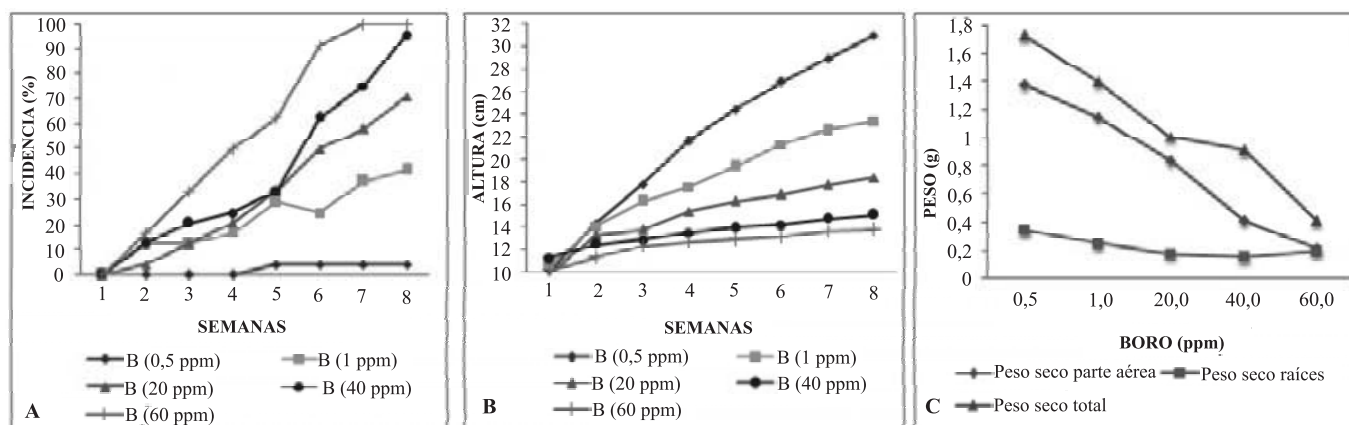 INCIDENCIA (%)
100
90
80
70
60
50
40
30
20
10
0
1 2 3 4 5 6 7 8
SEMANAS
B (0,5 ppm) B (1 ppm)
B (20 ppm) B (40 ppm)
B (60 ppm)
A
ALTURA (cm)
32
30
28
26
24
22
20
18
16
14
12
10
1 2 3 4 5 6 7 8
SEMANAS
B (0,5 ppm) B (1 ppm)
B (20 ppm) B (40 ppm)
B (60 ppm)
B
PESO (g)
1,8
1,6
1,4
1,2
1
0,8
0,6
0,4
0,2
0
0,5 1,0 20,0 40,0 60,0
BORO (ppm)
Peso seco parte aérea Peso seco raíces
Peso seco total
C